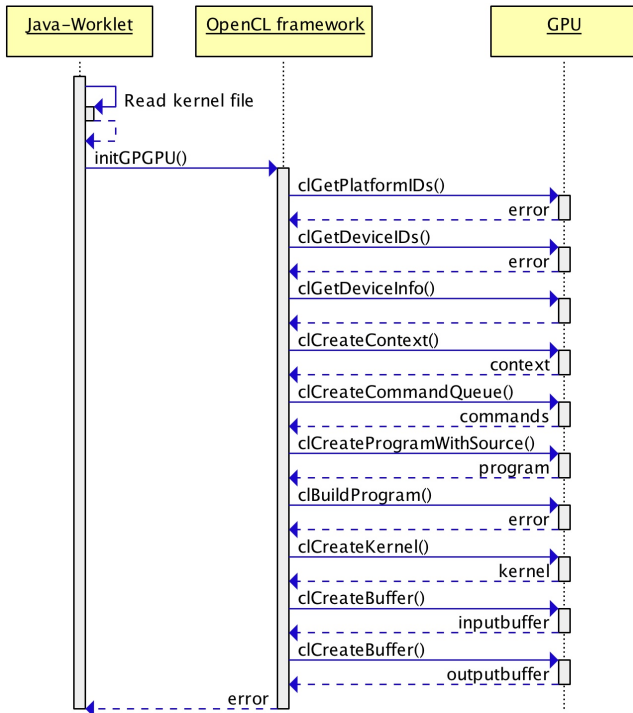 Java-Worklet
OpenCL framework
GPU
Read kernel file
initGPGPU()
clGetPlatformIDs()
error
clGetDeviceIDs()
error
clGetDeviceInfo()
clCreateContext()
context
clCreateCommandQueue()
commands
clCreateProgramWithSource()
program
clBuildProgram()
error
clCreateKernel()
kernel
clCreateBuffer()
inputbuffer
clCreateBuffer()
outputbuffer
error